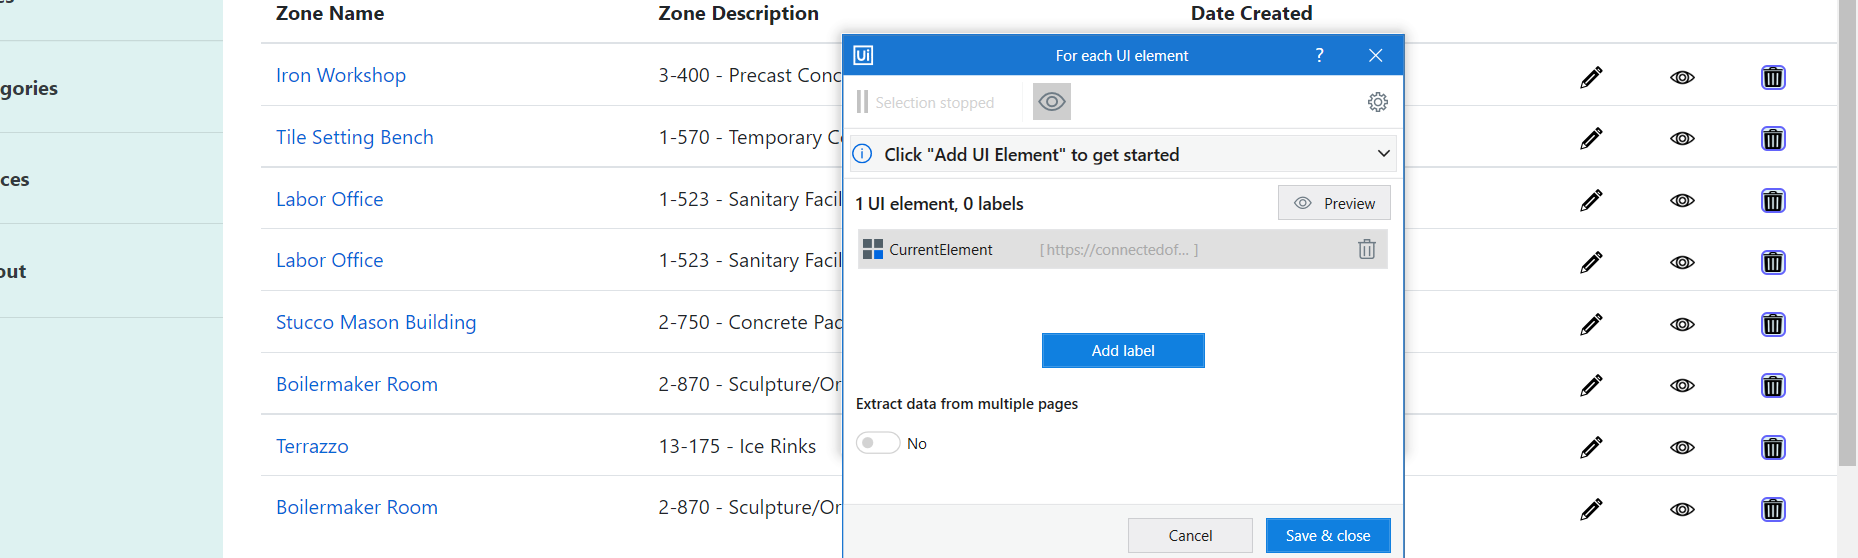 Zone Name Zone Description Date Created
Ui For each UI element ?
Iron Workshop 3-400 - Precast Conc
gories
Selection stopped
Tile Setting Bench 1-570 - Temporary C
Click "Add UI Element" to get started
ces
Labor Office 1-523 - Sanitary Facil
1 UI element, 0 labels Preview
CurrentElement [ https://connectedof... ]
Labor Office 1-523 - Sanitary Facil
out
Stucco Mason Building 2-750 - Concrete Pad
Add label
Boilermaker Room 2-870 - Sculpture/Or
Extract data from multiple pages
Terrazzo 13-175 - Ice Rinks
No
Boilermaker Room 2-870 - Sculpture/Or
Cancel Save & close